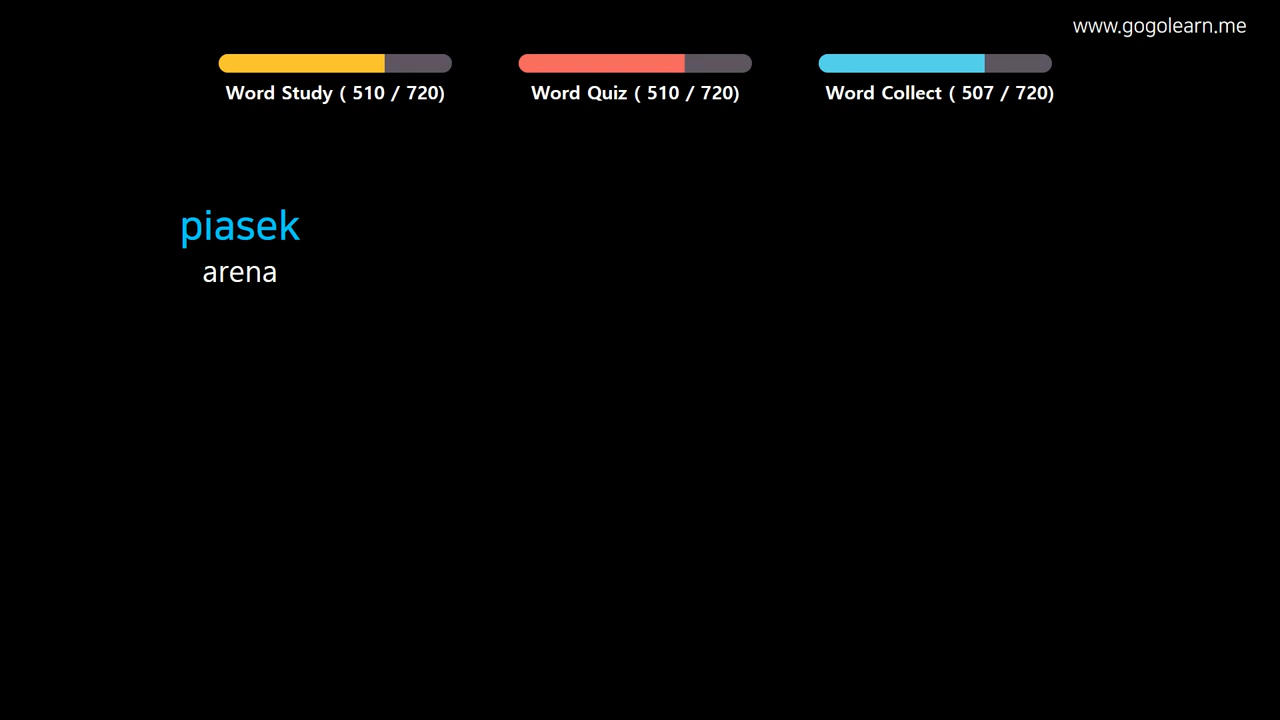 www.gogolearn.me
Word Study ( 510 / 720)
Word Quiz ( 510 / 720)
Word Collect ( 507 / 720)
piasek
arena